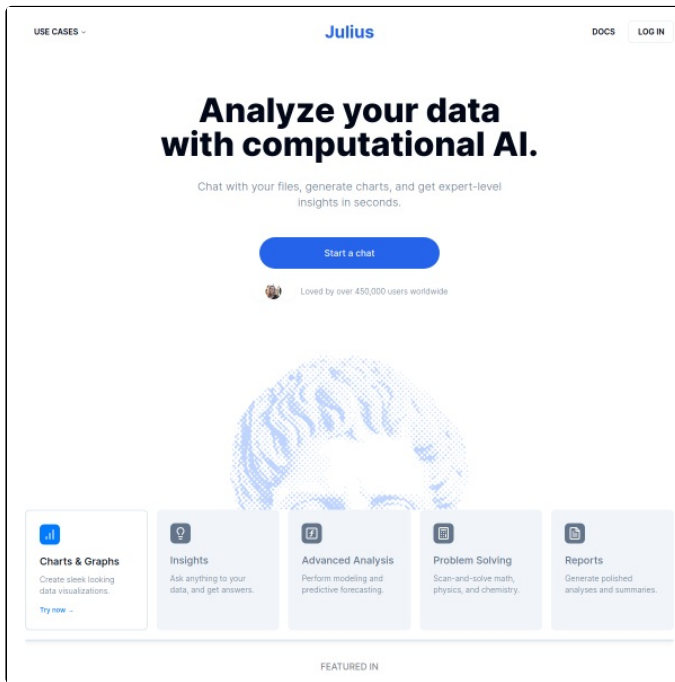 USE CASES
Julius
DOCS
LOG IN
Analyze your data
with computational AI.
Chat with your files, generate charts, and get expert-level
insights in seconds.
Start a chat
Loved by over 450,000 users worldwide
Charts & Graphs
Create sleek looking
data visualizations.
Try now →
Insights
Ask anything to your
data, and get answers.
Advanced Analysis
Perform modeling and
predictive forecasting.
Problem Solving
Scan-and-solve math,
physics, and chemistry.
Reports
Generate polished
analyses and summaries.
FEATURED IN